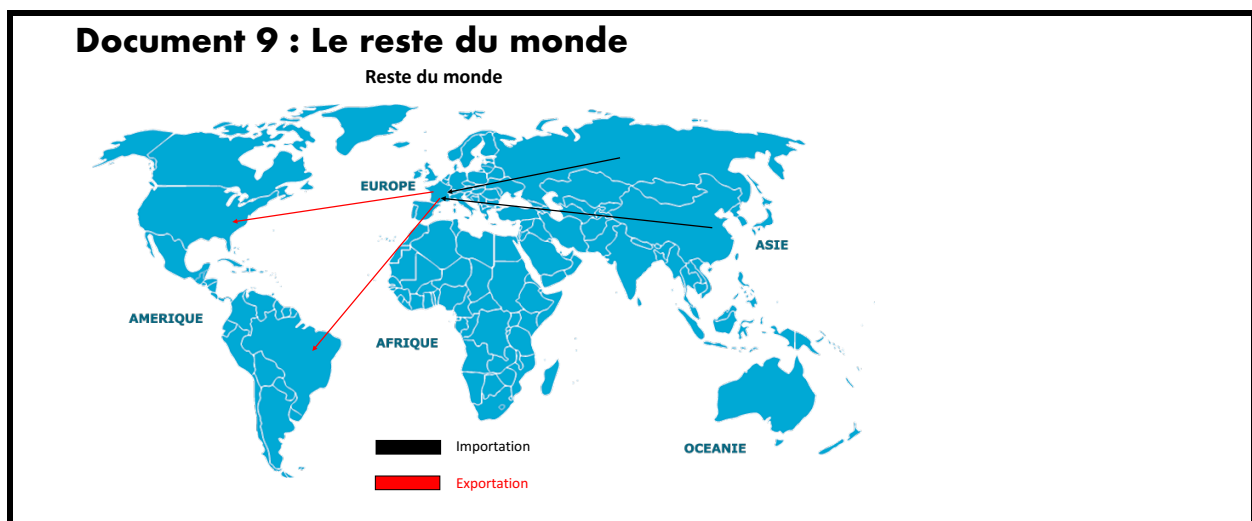 Document 9 : Le reste du monde
Reste du monde
EUROPE
ASIE
AMERIQUE
AFRIQUE
OCEANIE
Importation
Exportation